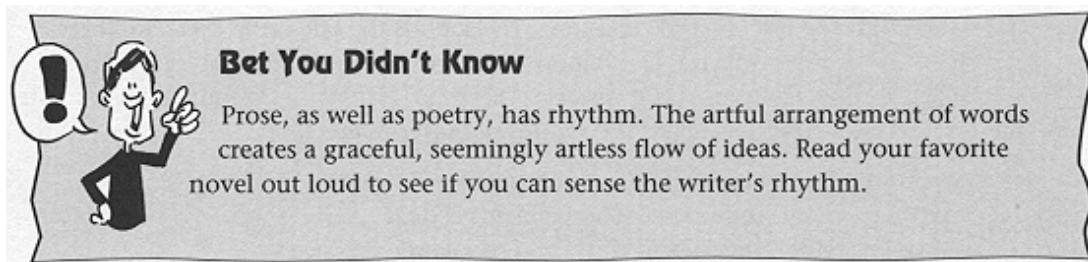 !
Bet You Didn't Know
Prose, as well as poetry, has rhythm. The artful arrangement of words
creates a graceful, seemingly artless flow of ideas. Read your favorite
novel out loud to see if you can sense the writer's rhythm.